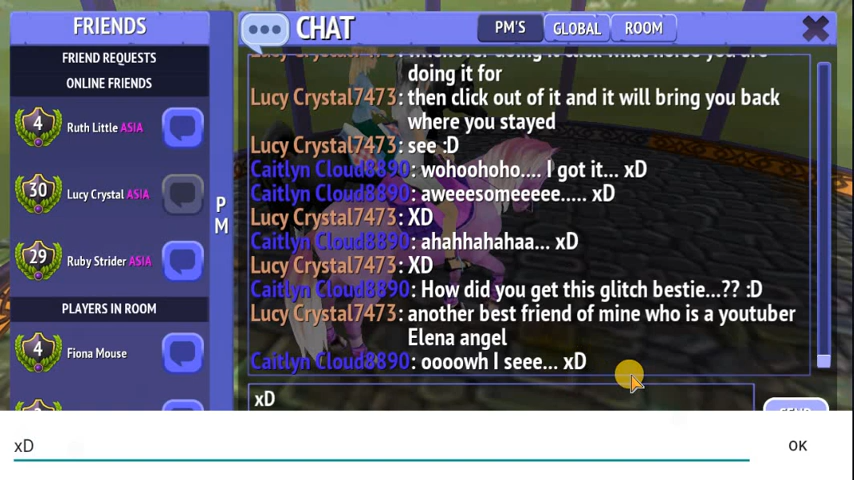 FRIENDS
CHAT
PM'S
GLOBAL
ROOM
FRIEND REQUESTS
ONLINE FRIENDS
4
Ruth Little ASIA
30
Lucy Crystal ASIA
29
Ruby Strider ASIA
PLAYERS IN ROOM
4
Fiona Mouse
PM
doing it for
Lucy Crystal7473: then click out of it and it will bring you back
where you stayed
Lucy Crystal7473: see :D
Caitlyn Cloud8890: wohoohoho.... I got it... xD
Caitlyn Cloud8890: aweeesomeeeee..... xD
Lucy Crystal7473: XD
Caitlyn Cloud8890: ahahhahahaa... xD
Lucy Crystal7473: XD
Caitlyn Cloud8890: How did you get this glitch bestie...?? :D
Lucy Crystal7473: another best friend of mine who is a youtuber
Elena angel
Caitlyn Cloud8890: oooowh I seee... xD
xD
xD
OK